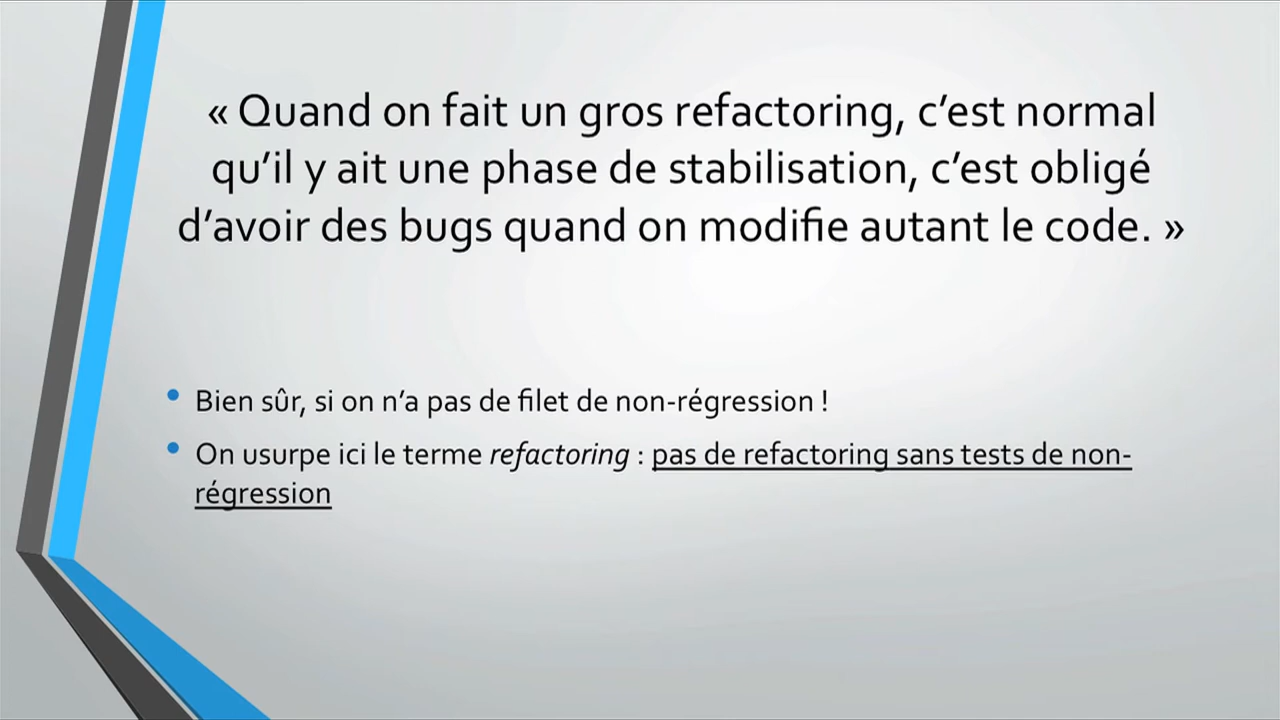 « Quand on fait un gros refactoring, c’est normal
qu’il y ait une phase de stabilisation, c’est obligé
d’avoir des bugs quand on modifie autant le code. »
• Bien sûr, si on n’a pas de filet de non-régression !
• On usurpe ici le terme refactoring : pas de refactoring sans tests de non-
régression